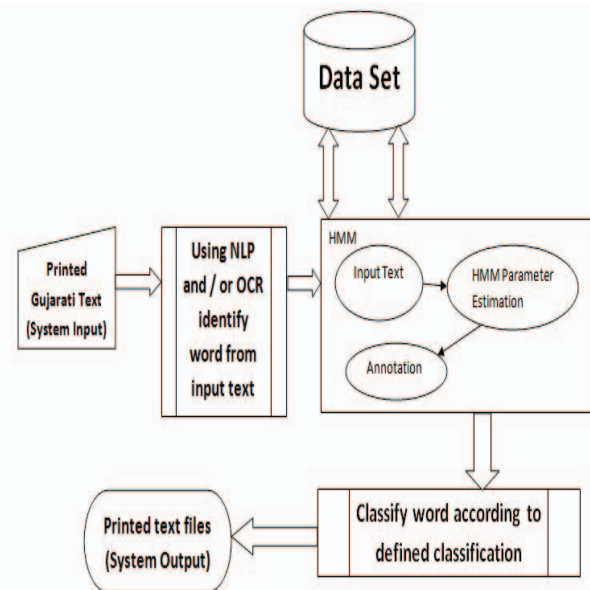 Data Set
Printed
Gujarati Text
(System Input)
Using NLP
and / or OCR
identify
word from
input text
HMM
Input Text
HMM Parameter
Estimation
Annotation
Classify word according to
defined classification
Printed text files
(System Output)